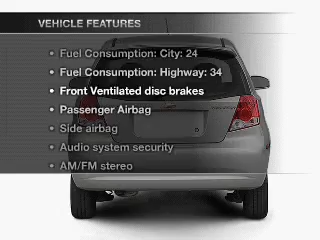 VEHICLE FEATURES
• Fuel Consumption: City: 24
• Fuel Consumption: Highway: 34
• Front Ventilated disc brakes
• Passenger Airbag
• Side airbag
• Audio system security
• AM/FM stereo